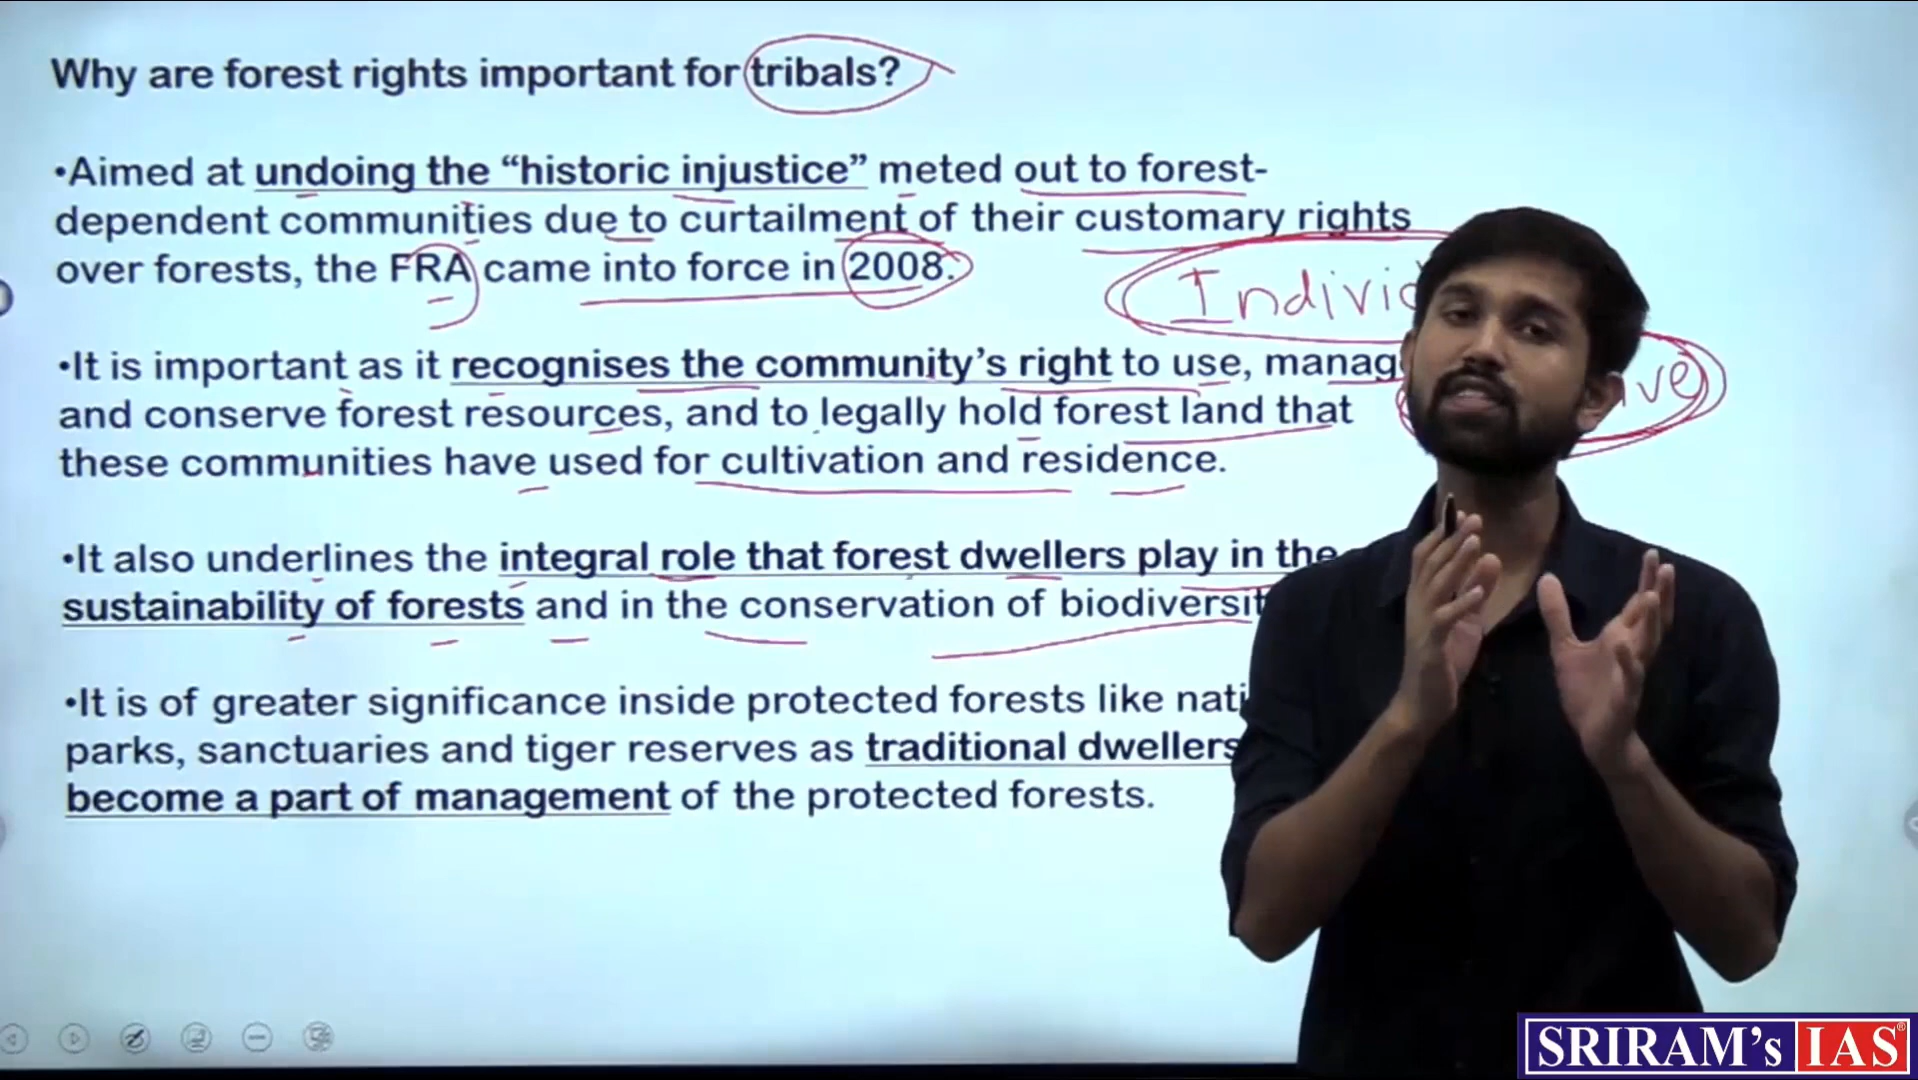 Why are forest rights important for tribals?
•Aimed at undoing the “historic injustice” meted out to forest-
dependent communities due to curtailment of their customary rights
over forests, the FRA came into force in 2008.
•It is important as it recognises the community’s right to use, manag
and conserve forest resources, and to legally hold forest land that
these communities have used for cultivation and residence.
•It also underlines the integral role that forest dwellers play in the
sustainability of forests and in the conservation of biodiversit
•It is of greater significance inside protected forests like nati
parks, sanctuaries and tiger reserves as traditional dwellers
become a part of management of the protected forests.
Individ
ve
SRIRAM’s IAS®